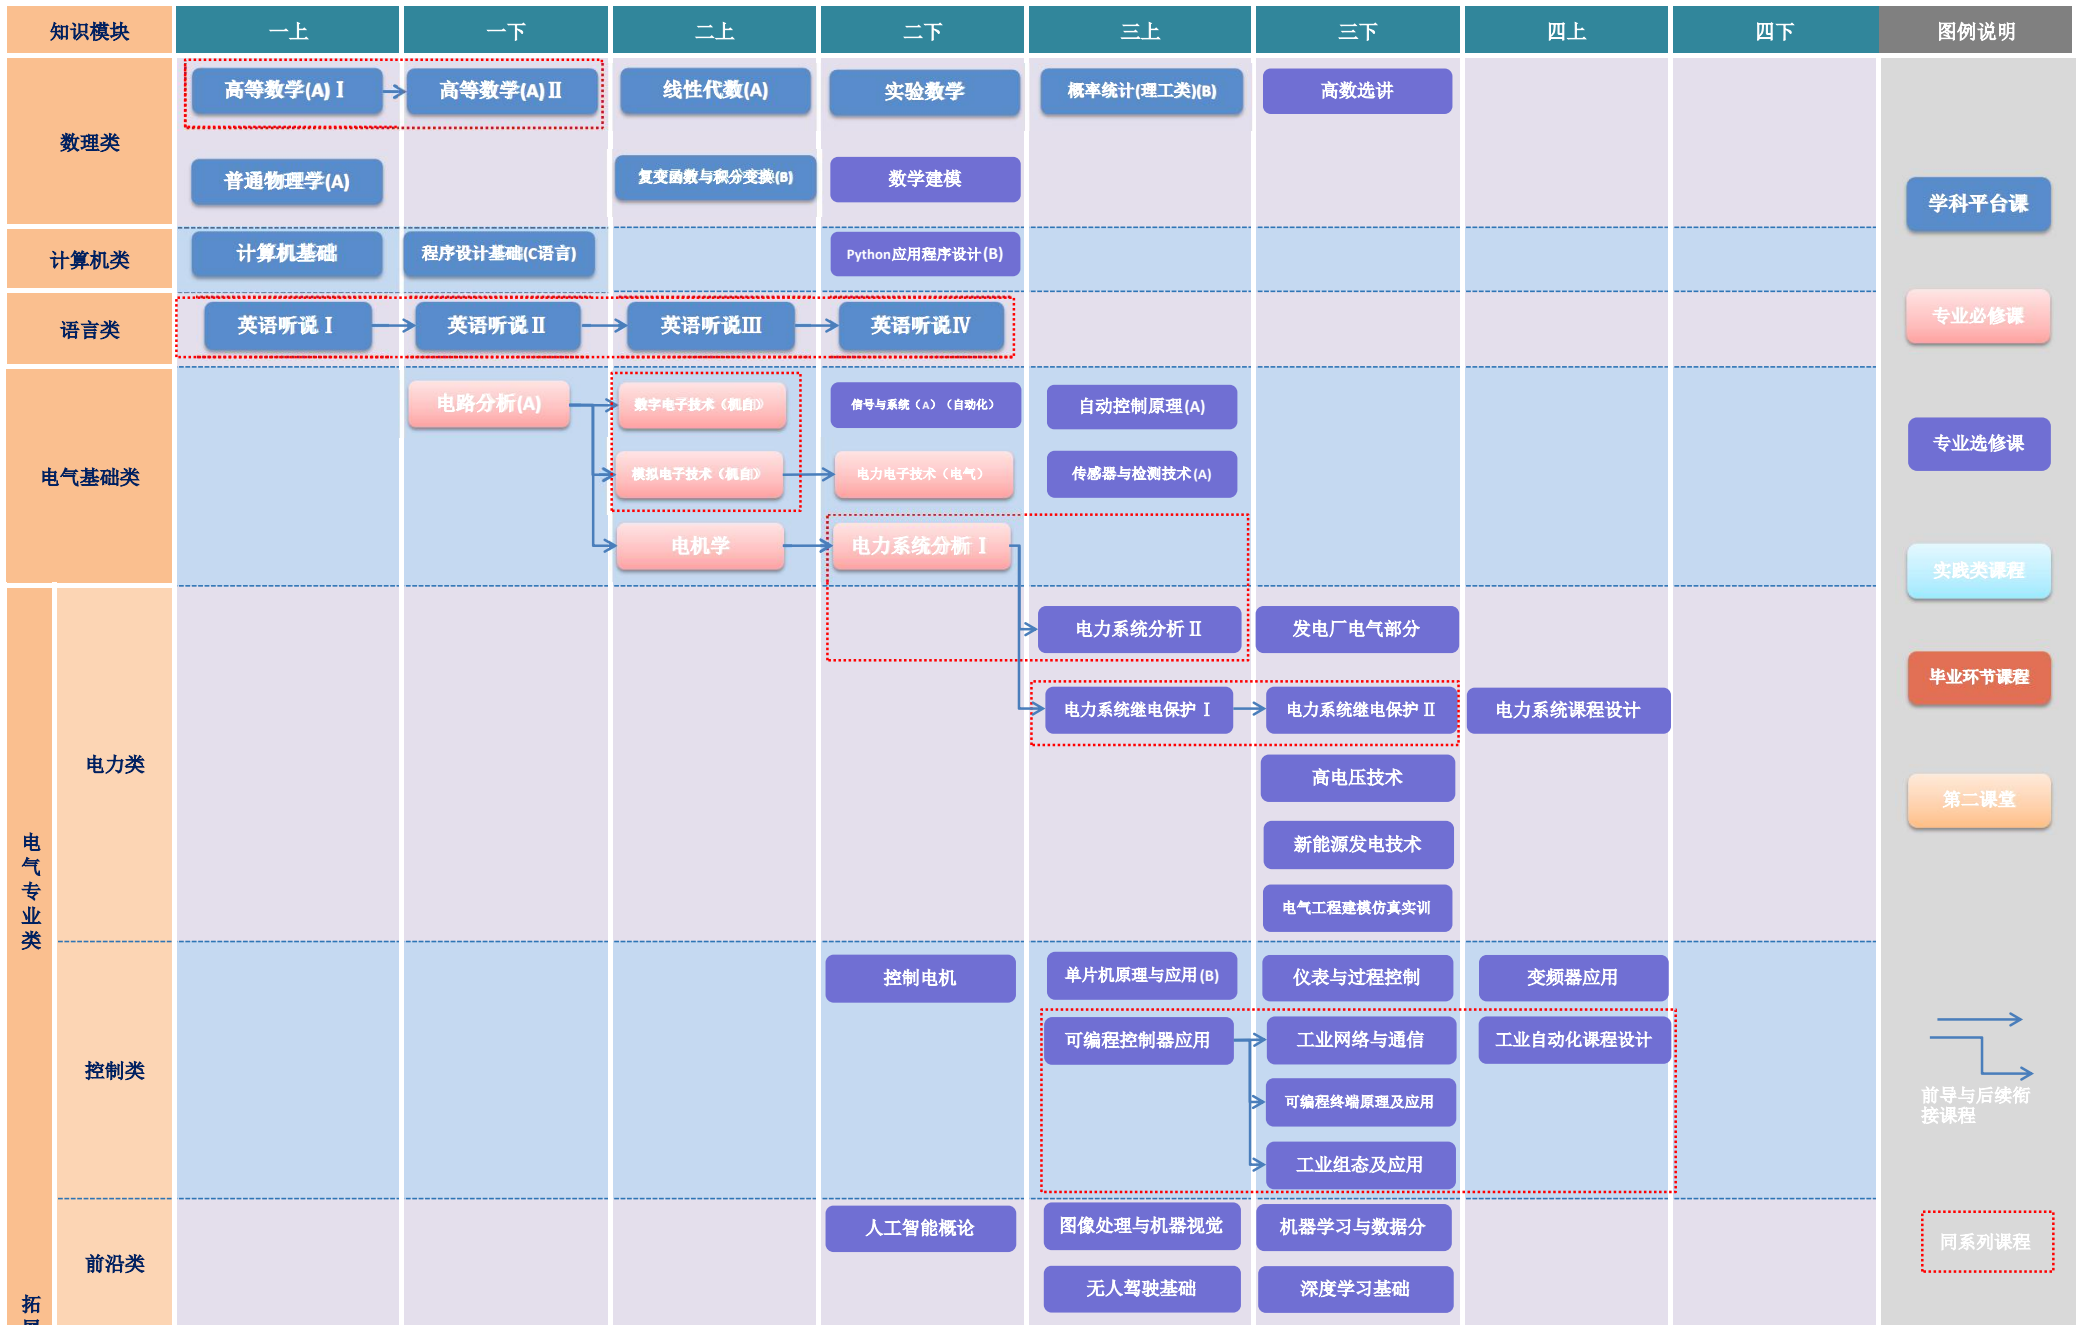 知识模块 一上 一下 二上 二下 三上 三下 四上 四下 图例说明
数理类
高等数学(A) Ⅰ 高等数学(A) Ⅱ 线性代数(A) 实验数学 概率统计(理工类)(B) 高数选讲
普通物理学(A) 复变函数与积分变换(B) 数学建模
计算机类
计算机基础 程序设计基础(C语言) Python应用程序设计(B)
语言类
英语听说Ⅰ 英语听说Ⅱ 英语听说Ⅲ 英语听说Ⅳ
电气基础类
电路分析(A) 数字电子技术（机自） 信号与系统（A）（自动化） 自动控制原理(A)
模拟电子技术（机自） 电力电子技术（电气） 传感器与检测技术(A)
电机学 电力系统分析 Ⅰ
电气专业类
电力类
电力系统分析 Ⅱ 发电厂电气部分
电力系统继电保护 Ⅰ 电力系统继电保护 Ⅱ 电力系统课程设计
高电压技术
新能源发电技术
电气工程建模仿真实训
控制类
控制电机 单片机原理与应用(B) 仪表与过程控制 变频器应用
可编程控制器应用 工业网络与通信 工业自动化课程设计
可编程终端原理及应用
工业组态及应用
前沿类
人工智能概论 图像处理与机器视觉 机器学习与数据分
无人驾驶基础 深度学习基础
拓
学科平台课
专业必修课
专业选修课
实践类课程
毕业环节课程
第二课堂
前导与后续衔
接课程
同系列课程